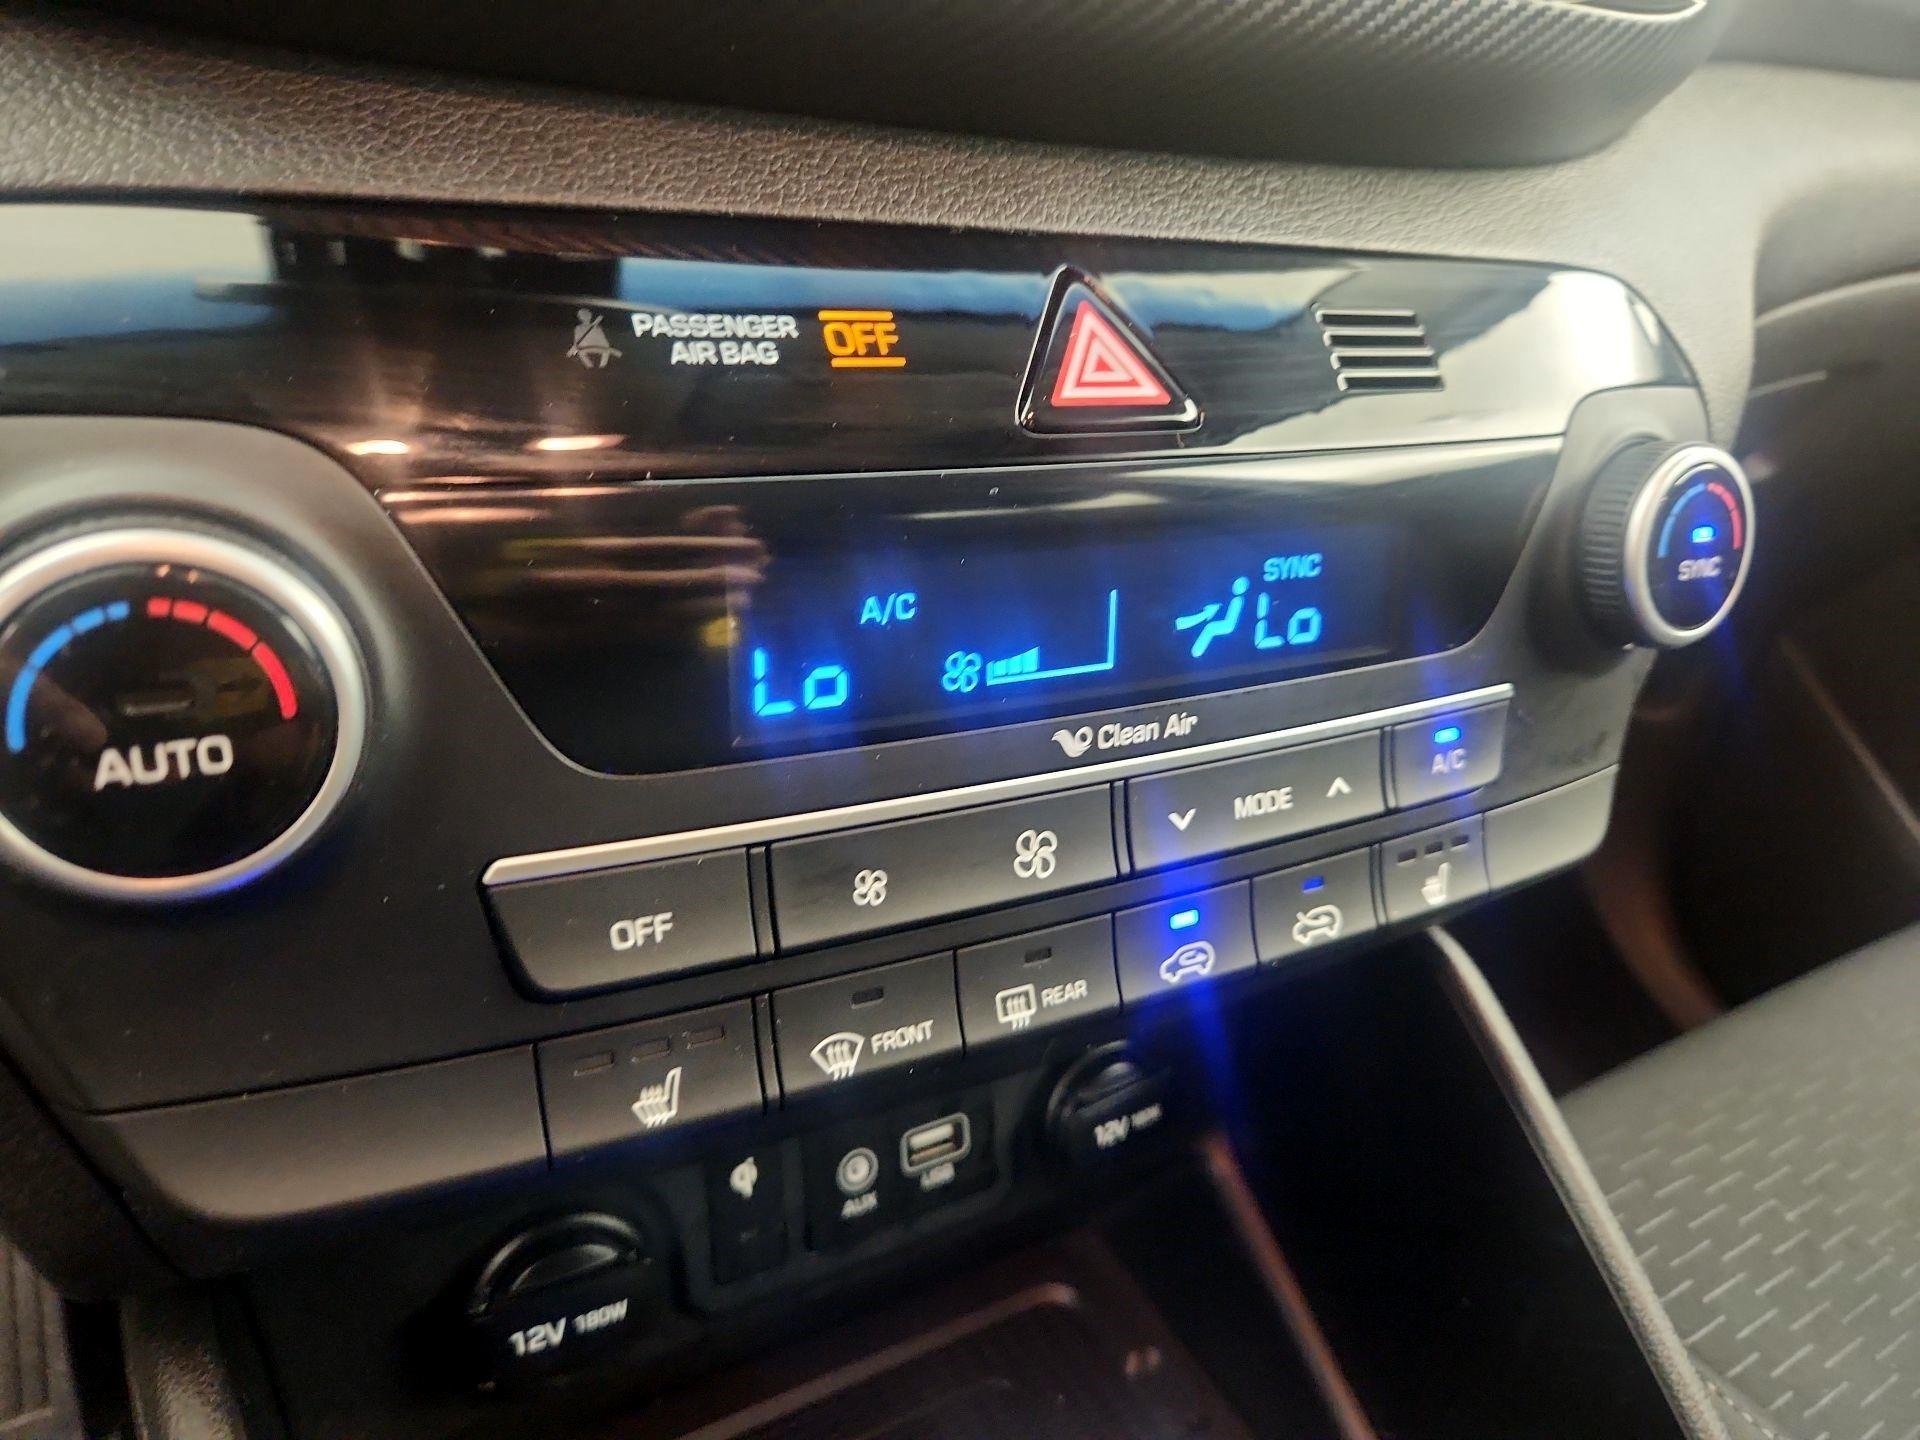 PASSENGER
AIR BAG
OFF
SYNC
A/C
Lo
Lo
SYNC
AUTO
Clean Air
A/C
MODE
OFF
REAR
FRONT
12V
USB
AUX
12V 180W